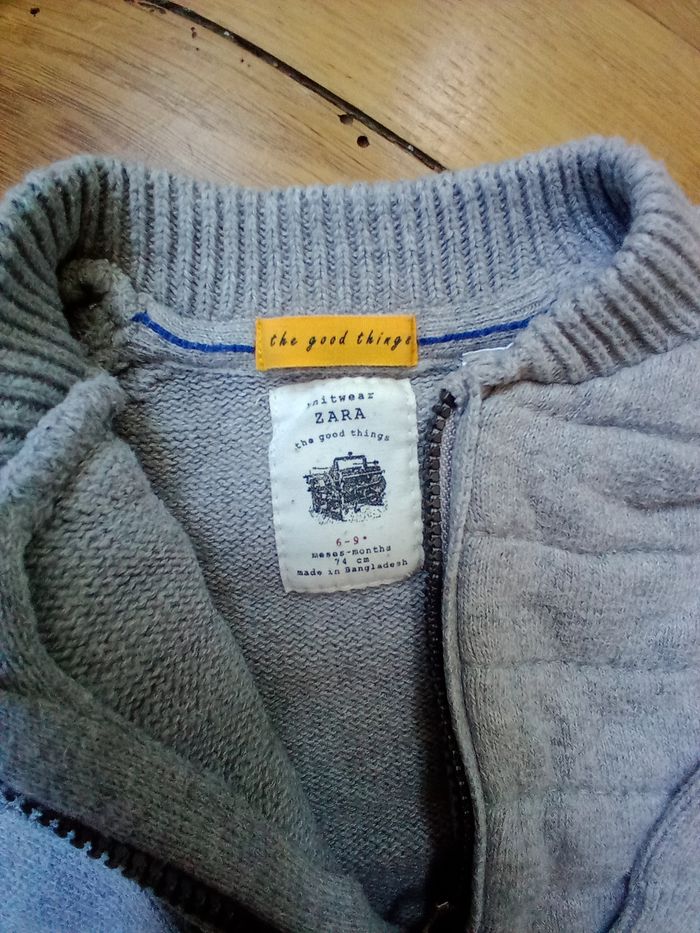 the good things
knitwear
ZARA
the good things
6-9*
meses-months
74 cm
made in Bangladesh